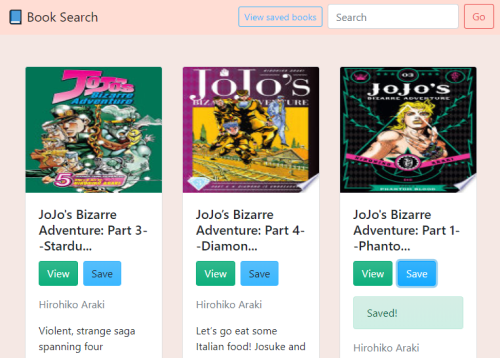 Book Search
View saved books
Search
Go
JoJo's
Bizarre
Adventure
5
HIROHIKO ARAKI
JOJO'S
BIZARRE ADVENTURE
03
JOJO'S
BIZARRE ADVENTURE
PHANTOM BLOOD
JoJo's Bizarre
Adventure: Part 3-
-Stardu...
View
Save
Hirohiko Araki
Violent, strange saga
spanning four
JoJo's Bizarre
Adventure: Part 4-
-Diamon...
View
Save
Hirohiko Araki
Let's go eat some
Italian food! Josuke and
JoJo's Bizarre
Adventure: Part 1-
-Phanto...
View
Save
Saved!
Hirohiko Araki